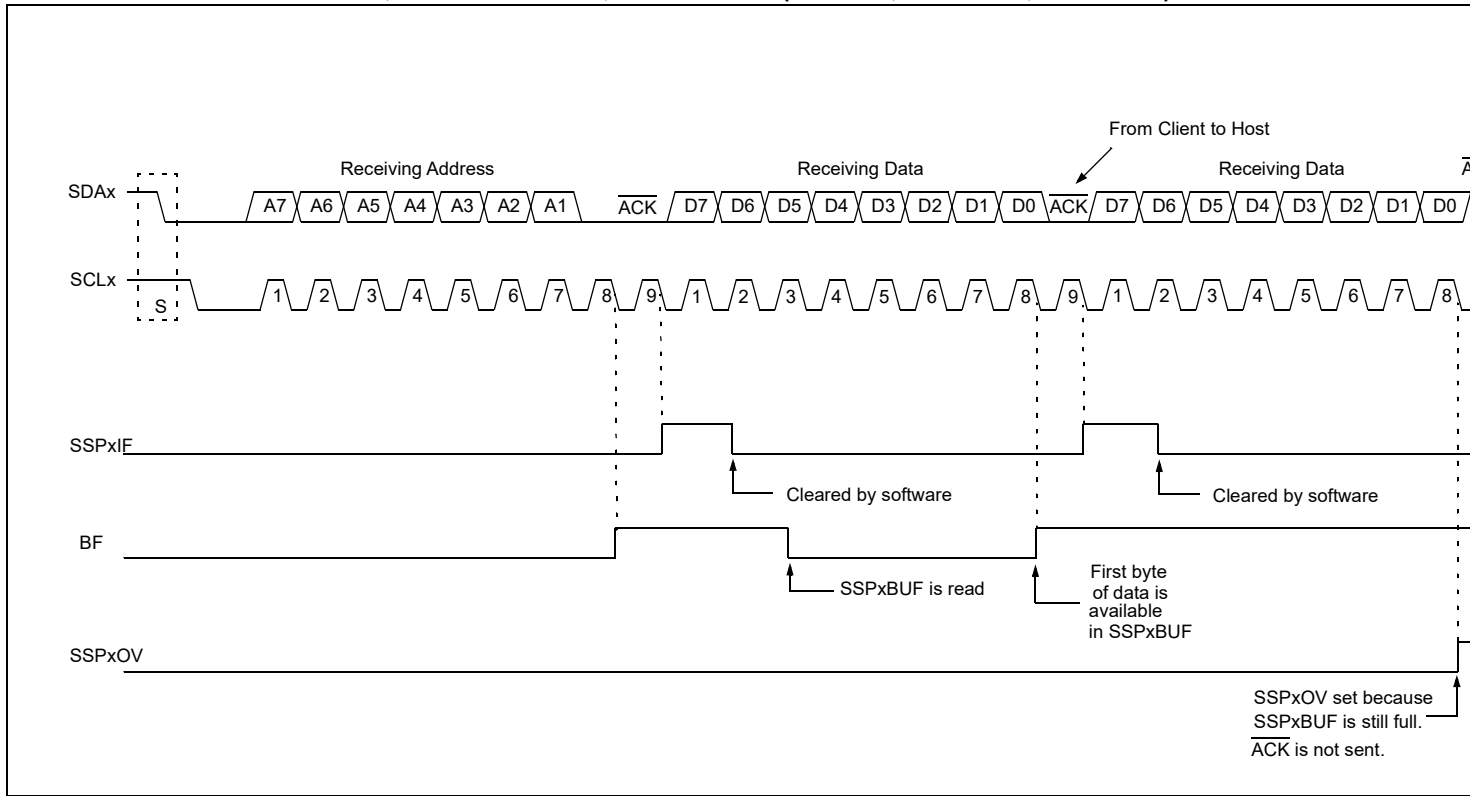 From Client to Host
Receiving Address
Receiving Data
Receiving Data
SDAx
A7 A6 A5 A4 A3 A2 A1 ACK D7 D6 D5 D4 D3 D2 D1 D0 ACK D7 D6 D5 D4 D3 D2 D1 D0
SCLx
S
1 2 3 4 5 6 7 8 9 1 2 3 4 5 6 7 8 9 1 2 3 4 5 6 7 8
SSPxIF
Cleared by software
Cleared by software
BF
SSPxBUF is read
First byte
of data is
available
in SSPxBUF
SSPxOV
SSPxOV set because
SSPxBUF is still full.
ACK is not sent.